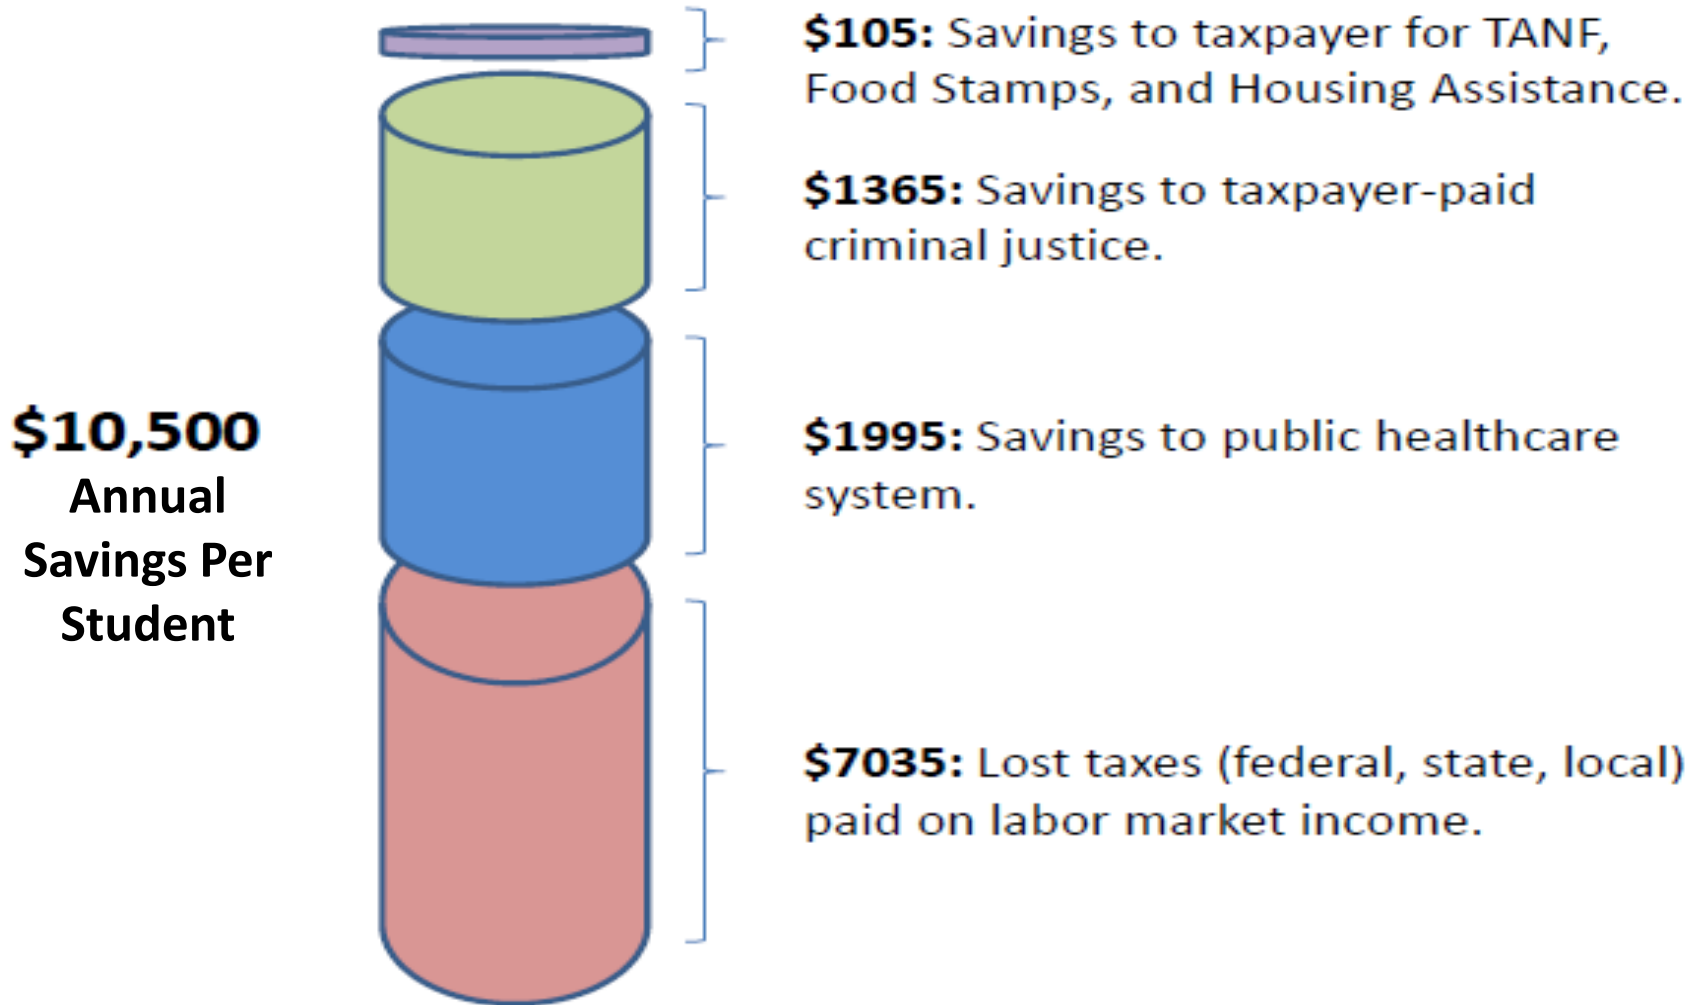 $105: Savings to taxpayer for TANF,
Food Stamps, and Housing Assistance.
$1365: Savings to taxpayer-paid
criminal justice.
$10,500
Annual
Savings Per
Student
$1995: Savings to public healthcare
system.
$7035: Lost taxes (federal, state, local)
paid on labor market income.